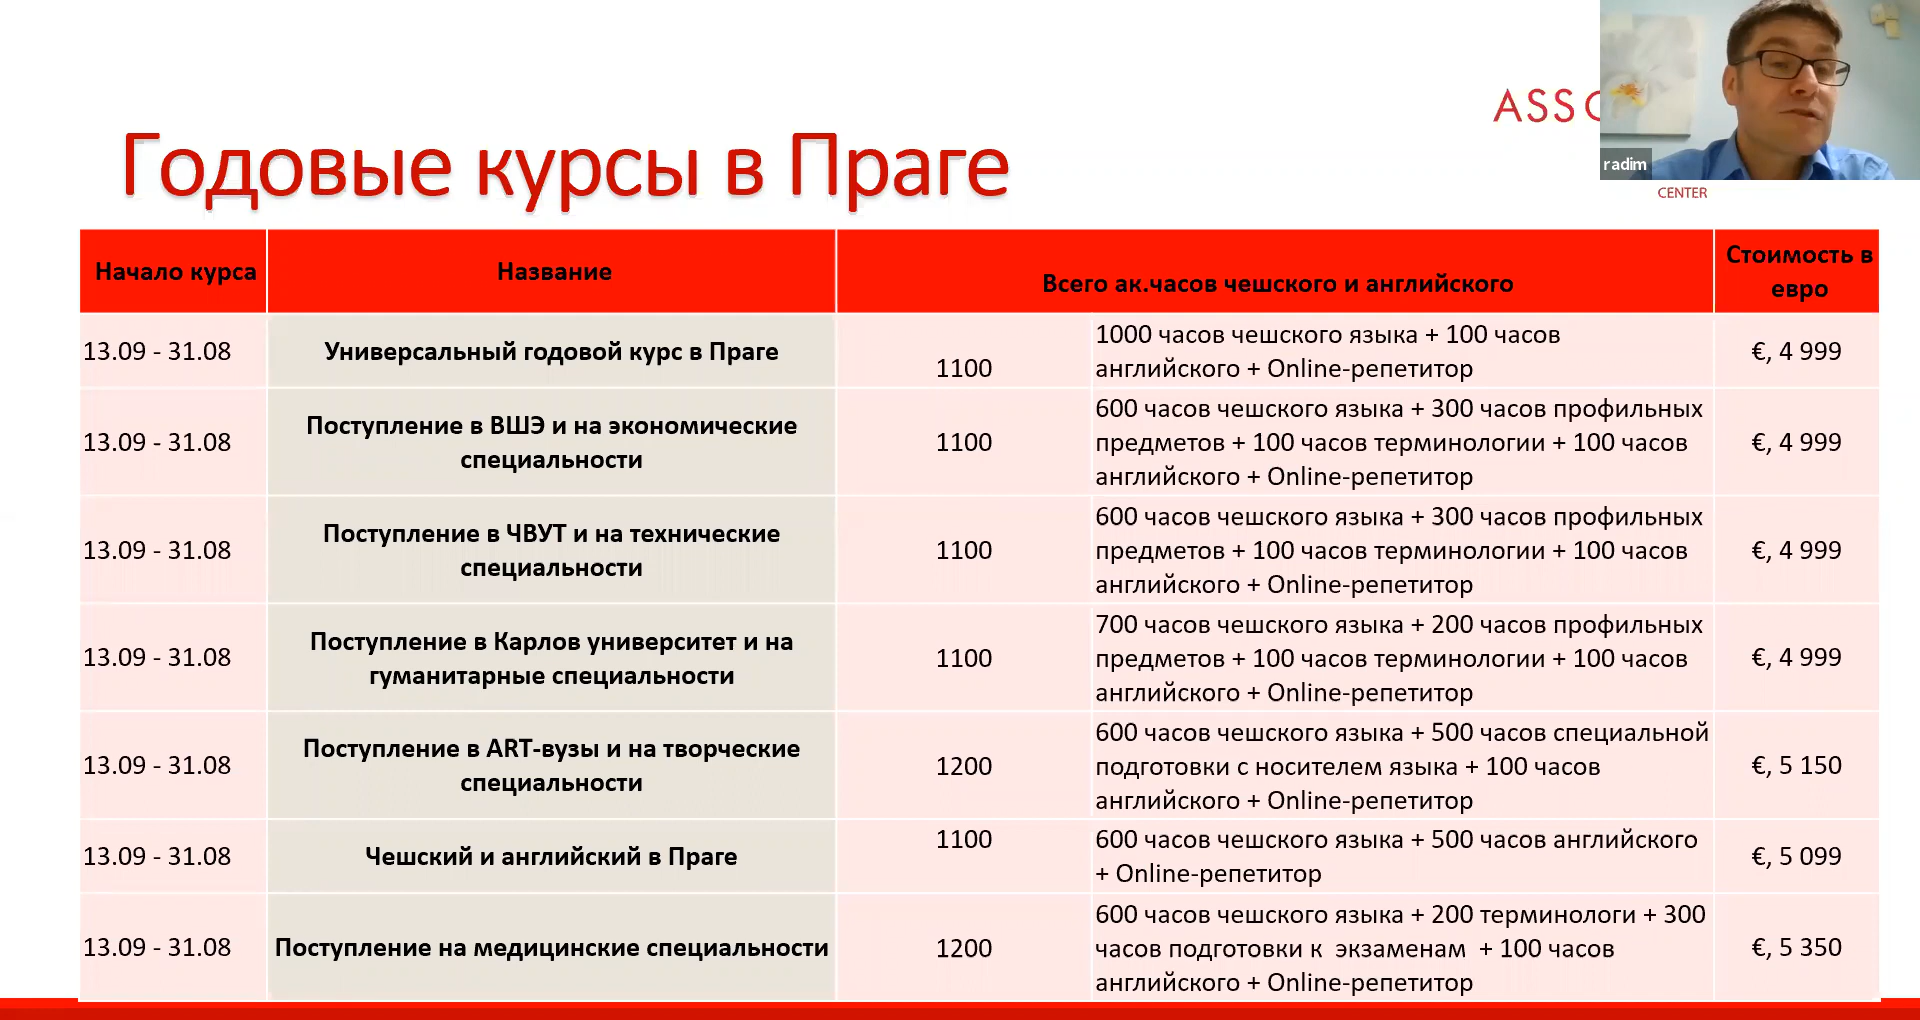 ASS
radim
CENTER
Годовые курсы в Праге
Начало курса
Название
Всего ак.часов чешского и английского
Стоимость в
евро
13.09 - 31.08
Универсальный годовой курс в Праге
1100
1000 часов чешского языка + 100 часов
английского + Online-репетитор
€, 4 999
13.09 - 31.08
Поступление в ВШЭ и на экономические
специальности
1100
600 часов чешского языка + 300 часов профильных
предметов + 100 часов терминологии + 100 часов
английского + Online-репетитор
€, 4 999
13.09 - 31.08
Поступление в ЧВУТ и на технические
специальности
1100
600 часов чешского языка + 300 часов профильных
предметов + 100 часов терминологии + 100 часов
английского + Online-репетитор
€, 4 999
13.09 - 31.08
Поступление в Карлов университет и на
гуманитарные специальности
1100
700 часов чешского языка + 200 часов профильных
предметов + 100 часов терминологии + 100 часов
английского + Online-репетитор
€, 4 999
13.09 - 31.08
Поступление в ART-вузы и на творческие
специальности
1200
600 часов чешского языка + 500 часов специальной
подготовки с носителем языка + 100 часов
английского + Online-репетитор
€, 5 150
13.09 - 31.08
Чешский и английский в Праге
1100
600 часов чешского языка + 500 часов английского
+ Online-репетитор
€, 5 099
13.09 - 31.08
Поступление на медицинские специальности
1200
600 часов чешского языка + 200 терминологи + 300
часов подготовки к экзаменам + 100 часов
английского + Online-репетитор
€, 5 350